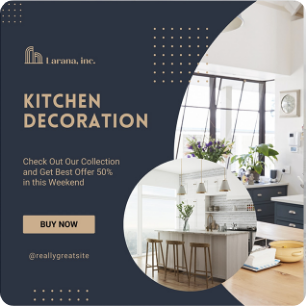 Larana, inc.
KITCHEN
DECORATION
Check Out Our Collection
and Get Best Offer 50%
in this Weekend
BUY NOW
@reallygreatsite